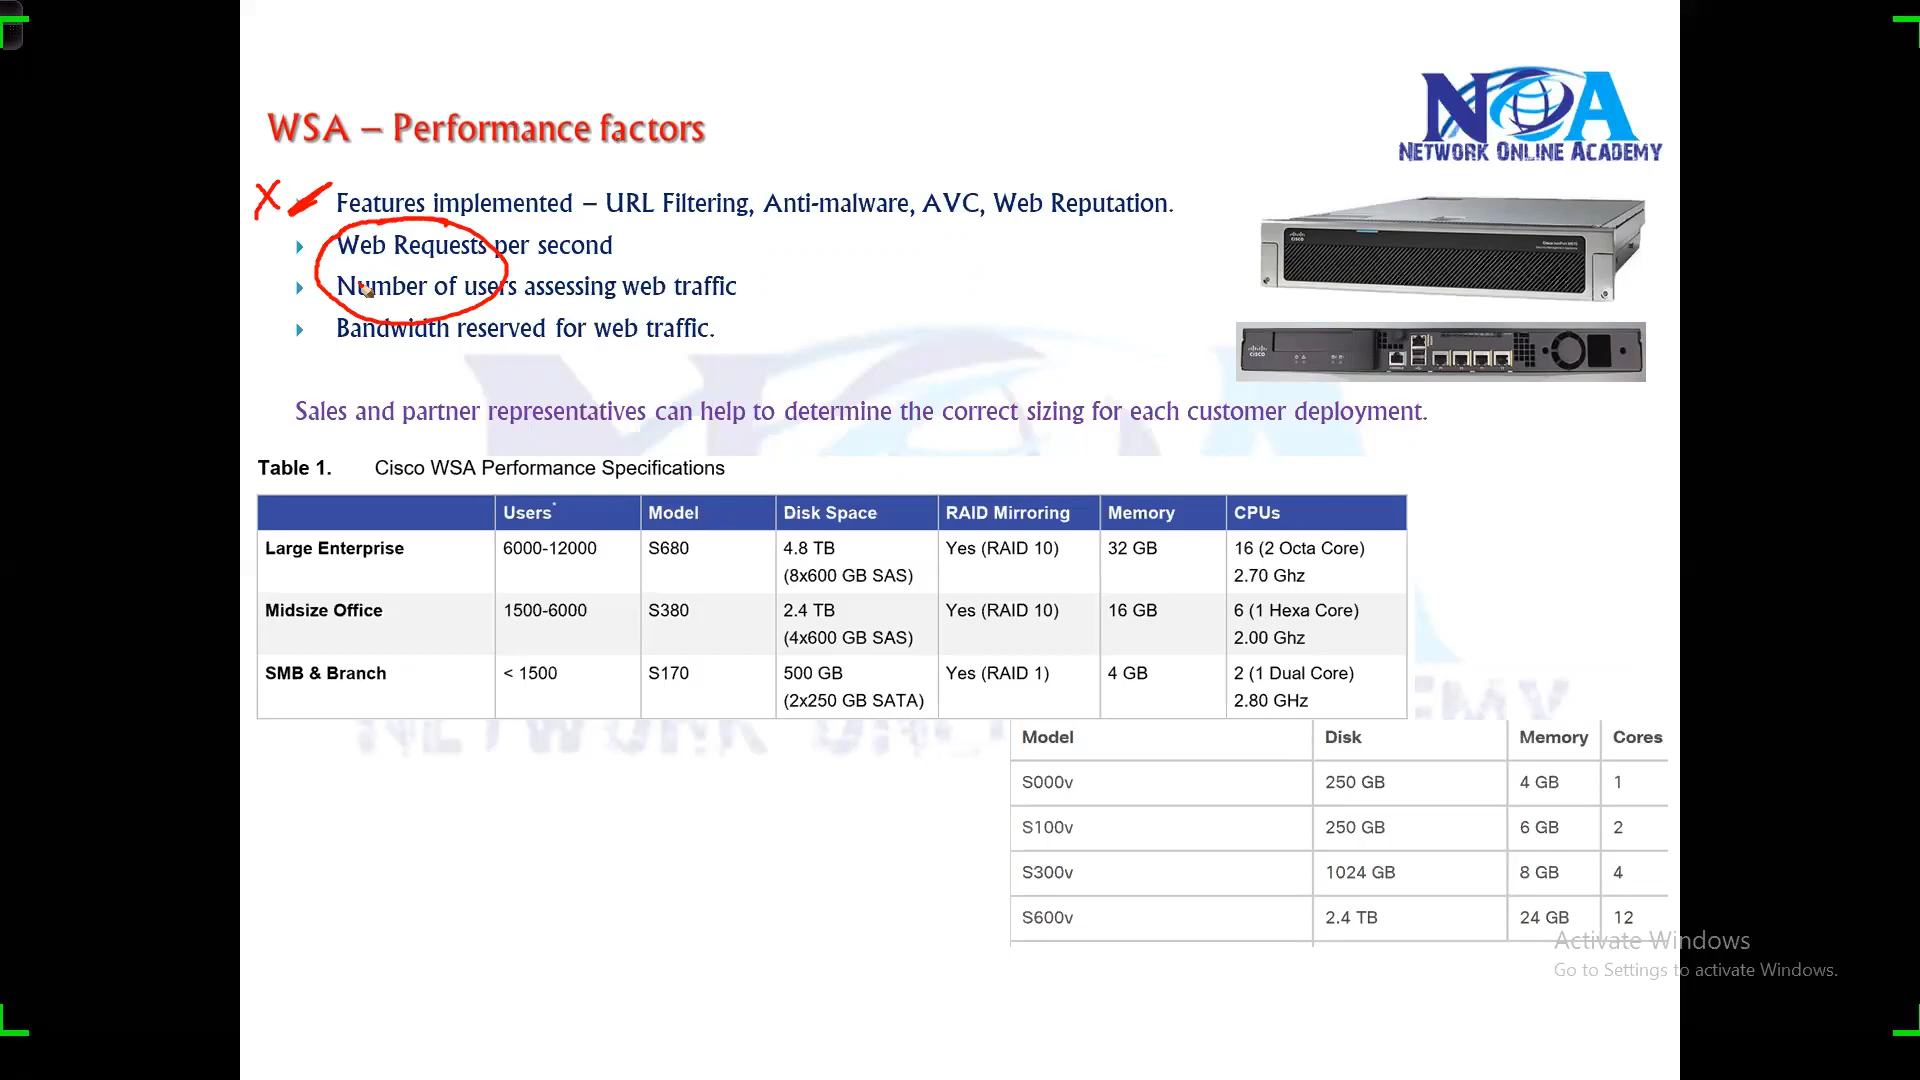 NOA
NETWORK ONLINE ACADEMY
WSA – Performance factors
X
Features implemented – URL Filtering, Anti-malware, AVC, Web Reputation.
Web Requests per second
Number of users assessing web traffic
Bandwidth reserved for web traffic.
Sales and partner representatives can help to determine the correct sizing for each customer deployment.
Table 1. Cisco WSA Performance Specifications
Users* Model Disk Space RAID Mirroring Memory CPUs
Large Enterprise 6000-12000 S680 4.8 TB Yes (RAID 10) 32 GB 16 (2 Octa Core)
(8x600 GB SAS) 2.70 Ghz
Midsize Office 1500-6000 S380 2.4 TB Yes (RAID 10) 16 GB 6 (1 Hexa Core)
(4x600 GB SAS) 2.00 Ghz
SMB & Branch < 1500 S170 500 GB Yes (RAID 1) 4 GB 2 (1 Dual Core)
(2x250 GB SATA) 2.80 GHz
Model Disk Memory Cores
S000v 250 GB 4 GB 1
S100v 250 GB 6 GB 2
S300v 1024 GB 8 GB 4
S600v 2.4 TB 24 GB 12
Activate Windows
Go to Settings to activate Windows.
CISCO
CISCO